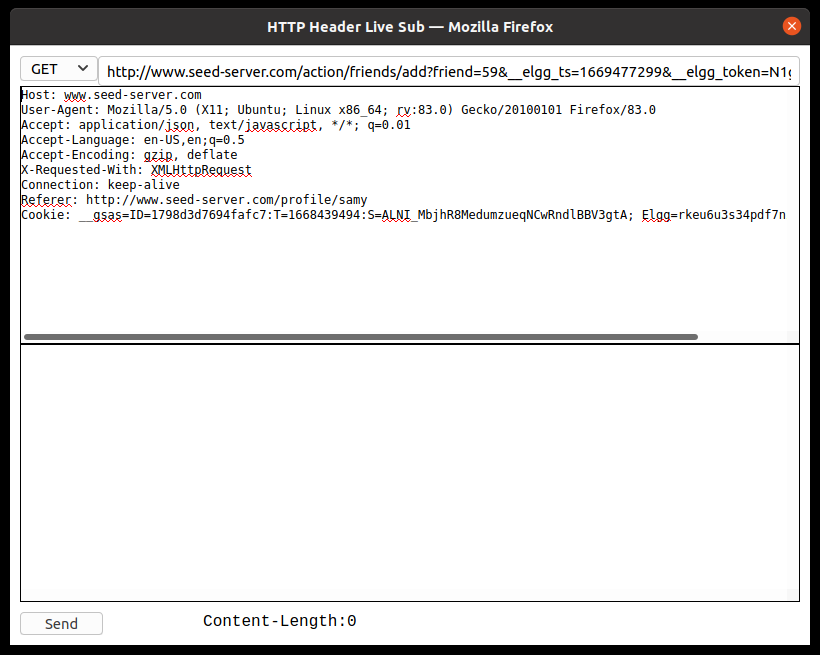 HTTP Header Live Sub — Mozilla Firefox
GET
http://www.seed-server.com/action/friends/add?friend=59&__elgg_ts=1669477299&__elgg_token=N1g
Host: www.seed-server.com
User-Agent: Mozilla/5.0 (X11; Ubuntu; Linux x86_64; rv:83.0) Gecko/20100101 Firefox/83.0
Accept: application/json, text/javascript, */*; q=0.01
Accept-Language: en-US,en;q=0.5
Accept-Encoding: gzip, deflate
X-Requested-With: XMLHttpRequest
Connection: keep-alive
Referer: http://www.seed-server.com/profile/samy
Cookie: __gsas=ID=1798d3d7694fafc7:T=1668439494:S=ALNI_MbjhR8MedumzueqNCwRndlBBV3gtA; Elgg=rkeu6u3s34pdf7n
Send
Content-Length:0